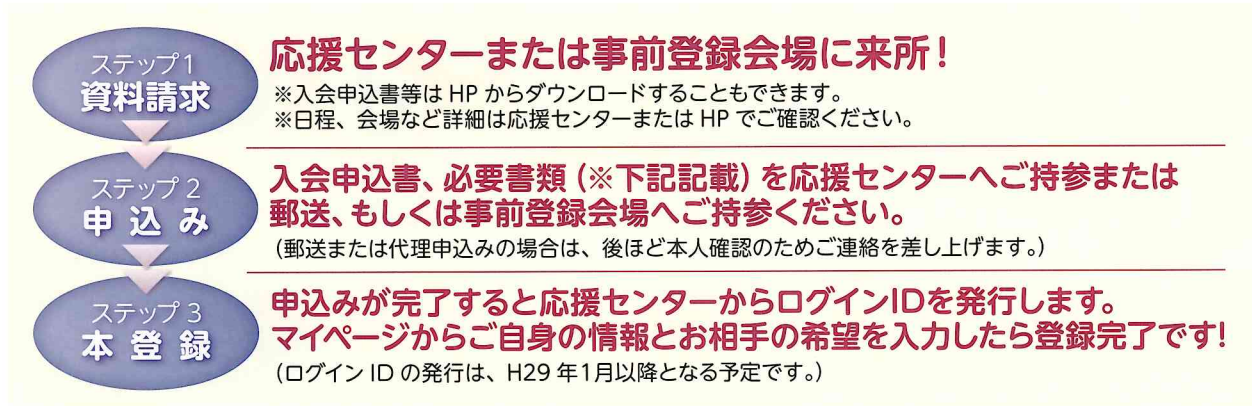 ステップ1
資料請求
応援センターまたは事前登録会場に来所!
※入会申込書等は HP からダウンロードすることもできます。
※日程、会場など詳細は応援センターまたは HP でご確認ください。
ステップ2
申込み
入会申込書、必要書類(※下記記載)を応援センターへご持参または
郵送、もしくは事前登録会場へご持参ください。
(郵送または代理申込みの場合は、後ほど本人確認のためご連絡を差し上げます。)
ステップ3
本登録
申込みが完了すると応援センターからログインIDを発行します。
マイページからご自身の情報とお相手の希望を入力したら登録完了です!
(ログイン ID の発行は、H29 年1月以降となる予定です。)